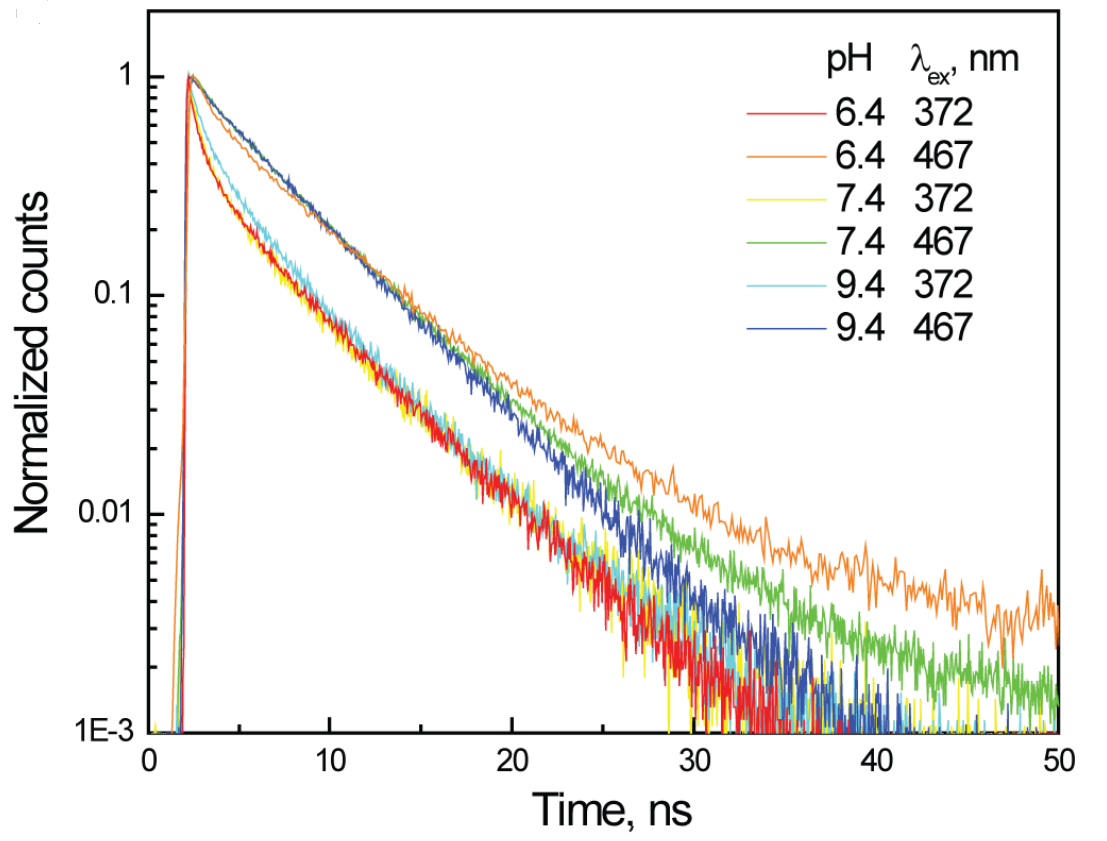 pH λex, nm
6.4 372
6.4 467
7.4 372
7.4 467
9.4 372
9.4 467
Normalized counts
1
0.1
0.01
1E-3
0 10 20 30 40 50
Time, ns